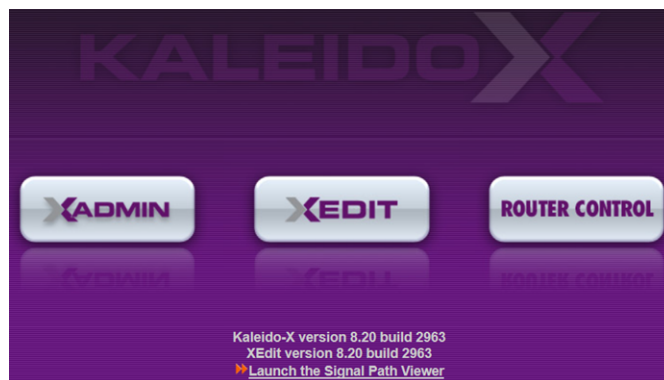 KALEIDO X
XADMIN
XEDIT
ROUTER CONTROL
Kaleido-X version 8.20 build 2963
XEdit version 8.20 build 2963
Launch the Signal Path Viewer